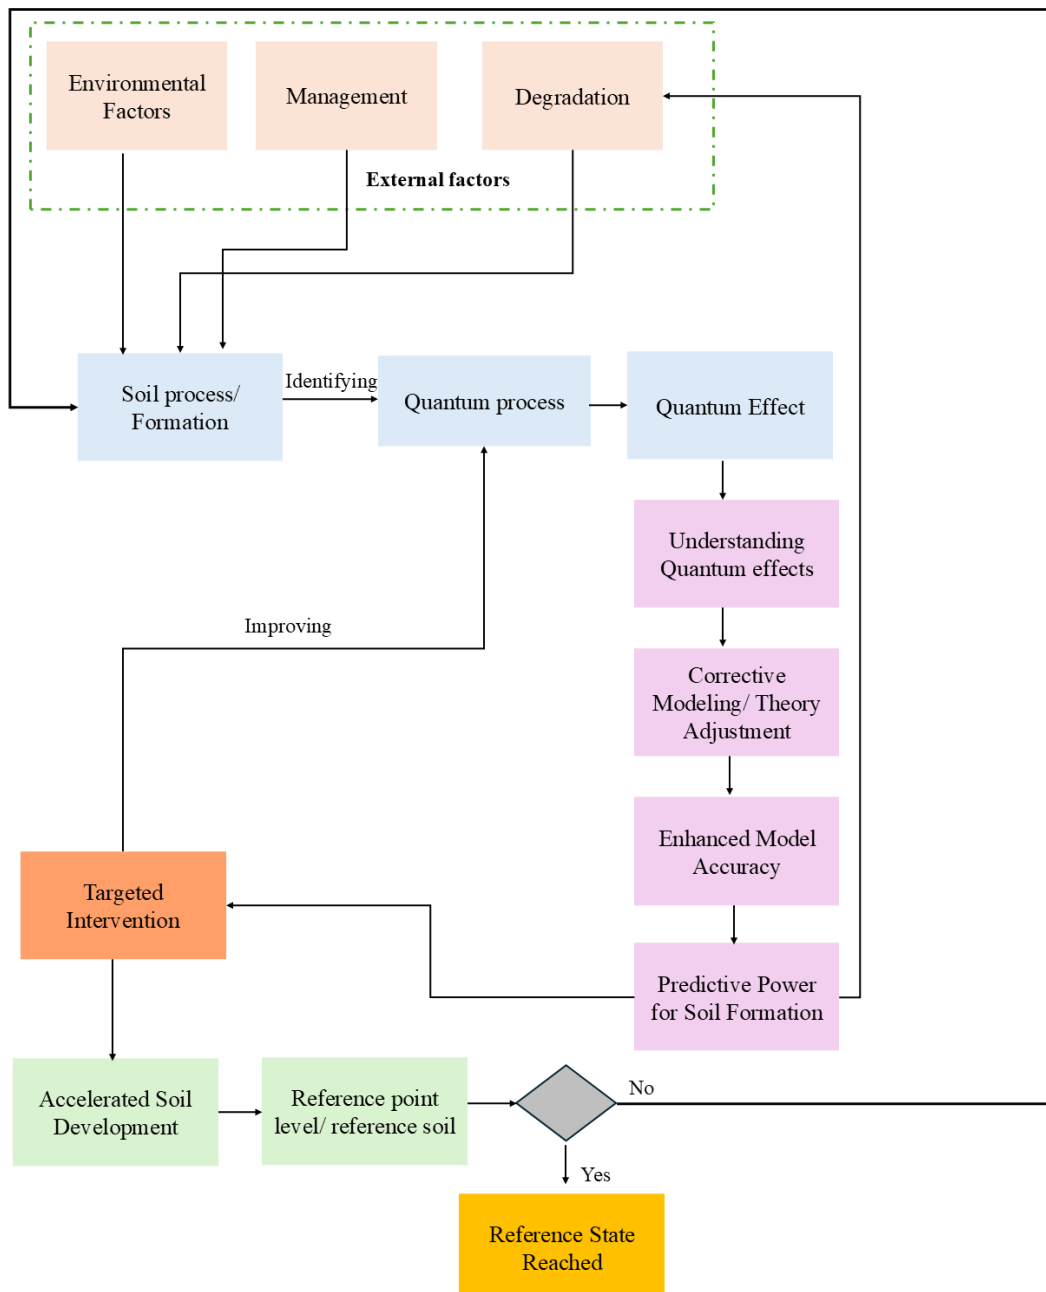 Environmental
Factors
Management
Degradation
External factors
Soil process/
Formation
Identifying
Quantum process
Quantum Effect
Understanding
Quantum effects
Improving
Corrective
Modeling/ Theory
Adjustment
Enhanced Model
Accuracy
Targeted
Intervention
Predictive Power
for Soil Formation
Accelerated Soil
Development
Reference point
level/ reference soil
No
Yes
Reference State
Reached